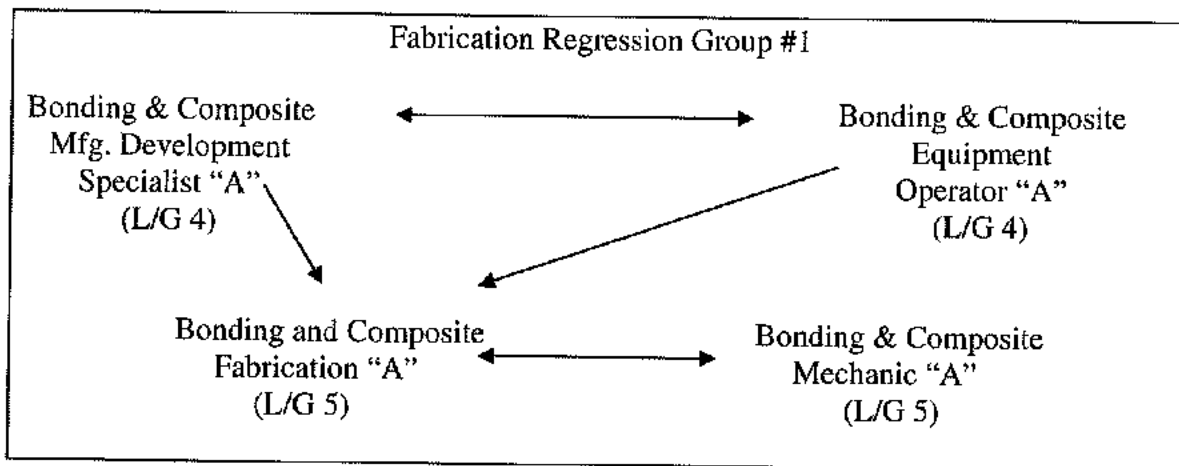 Fabrication Regression Group #1
Bonding & Composite
Mfg. Development
Specialist “A”
(L/G 4)
Bonding & Composite
Equipment
Operator “A”
(L/G 4)
Bonding and Composite
Fabrication “A”
(L/G 5)
Bonding & Composite
Mechanic “A”
(L/G 5)